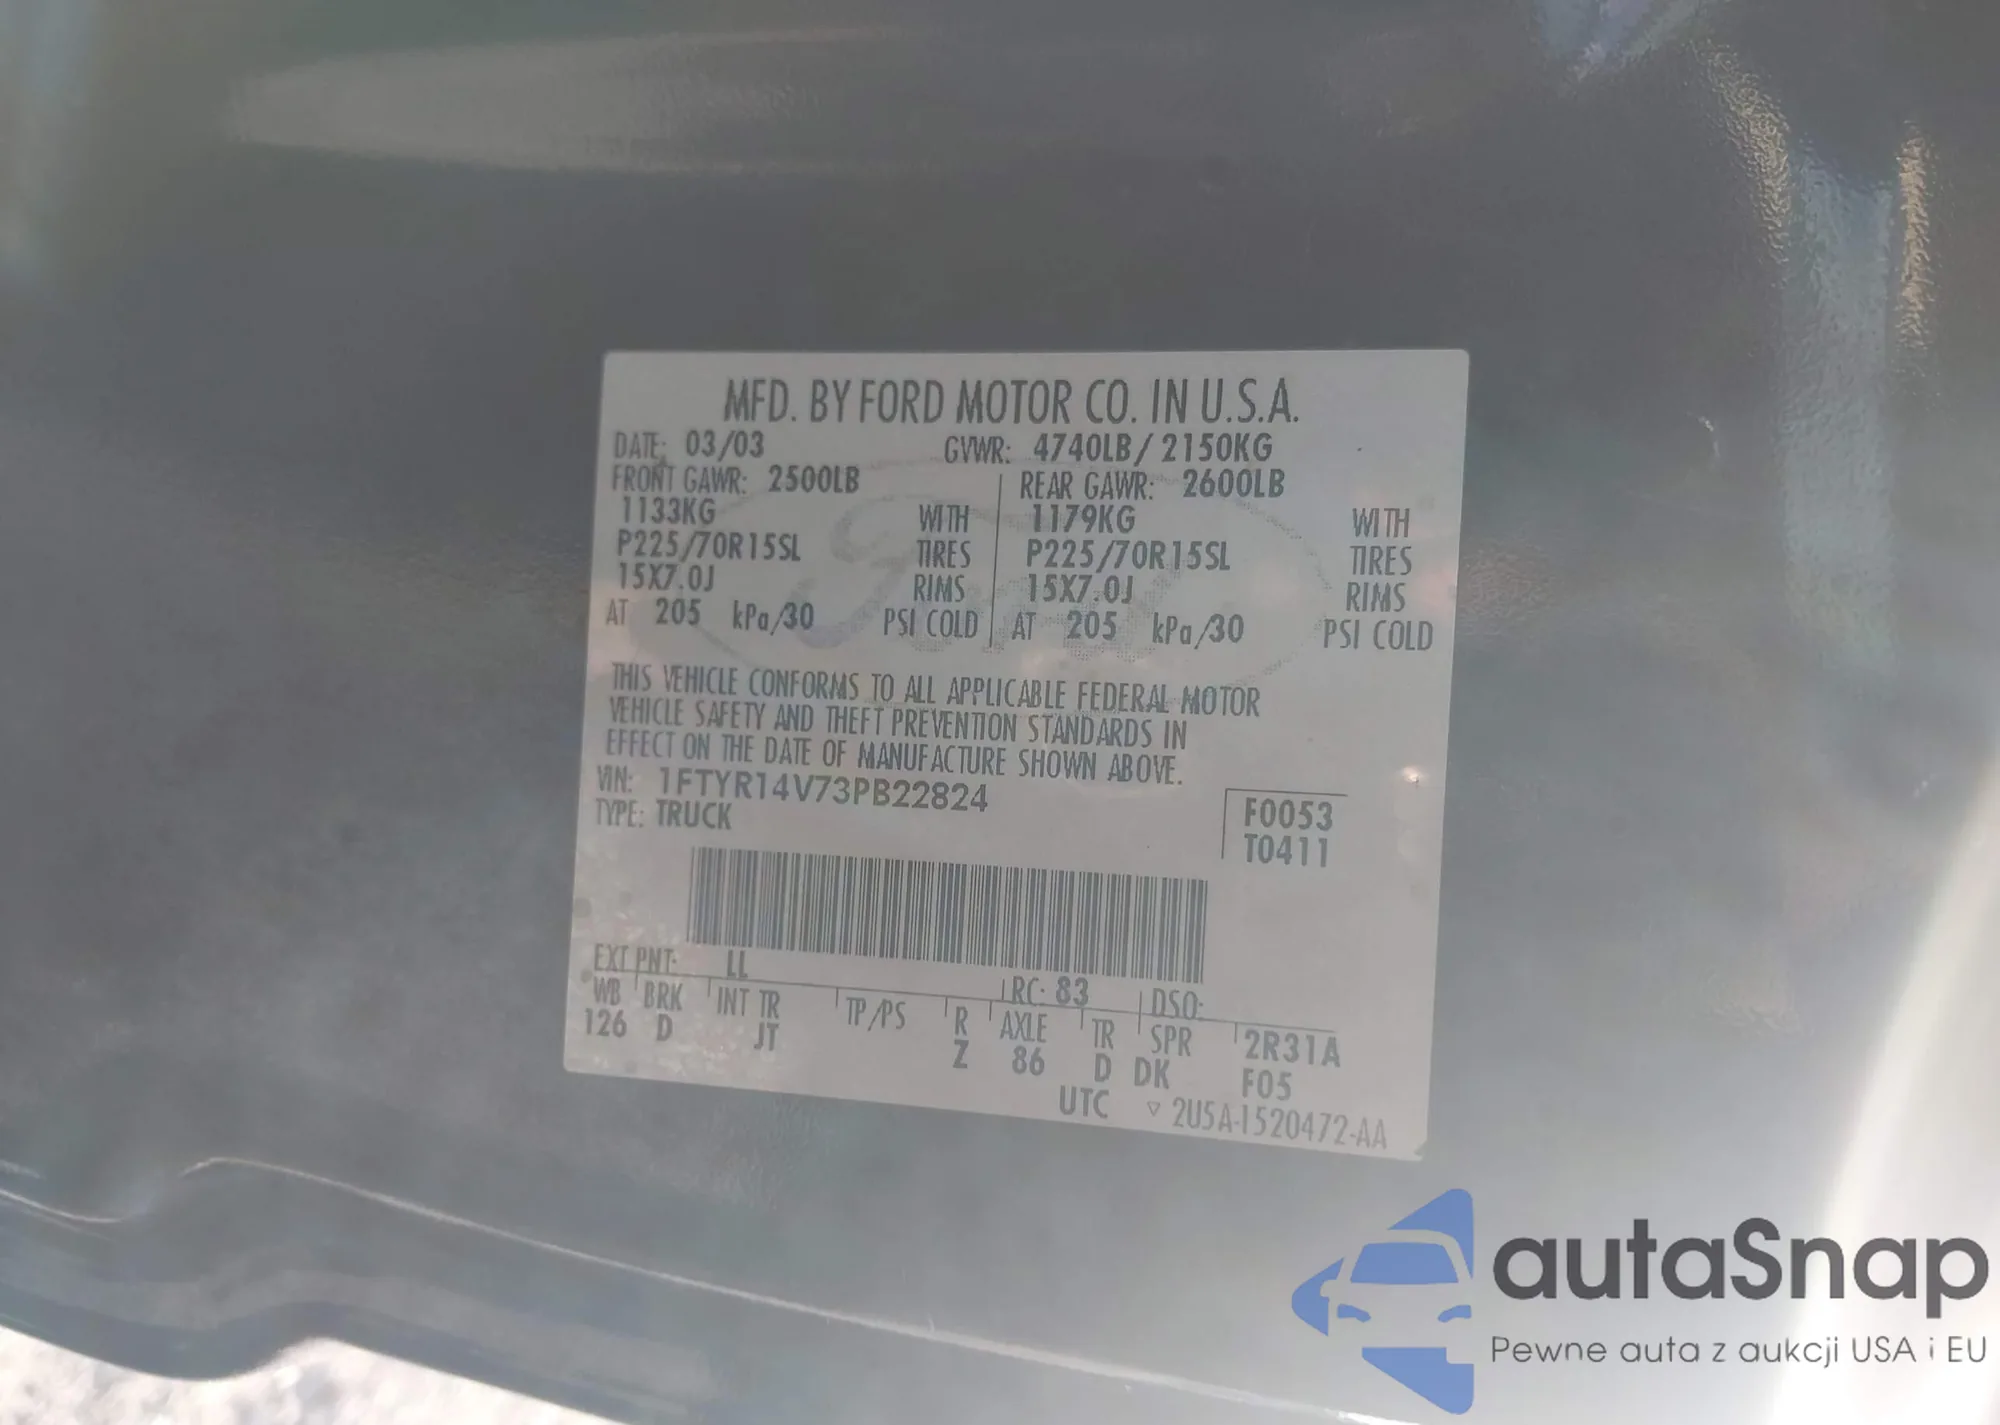 MFD. BY FORD MOTOR CO. IN U.S.A.
DATE: 03/03 GVWR: 4740LB/ 2150KG
FRONT GAWR: 2500LB REAR GAWR: 2600LB
1133KG WITH 1179KG WITH
P225/70R15SL TIRES P225/70R15SL TIRES
15X7.0J RIMS 15X7.0J RIMS
AT 205 kPa/30 PSI COLD AT 205 kPa/30 PSI COLD
THIS VEHICLE CONFORMS TO ALL APPLICABLE FEDERAL MOTOR
VEHICLE SAFETY AND THEFT PREVENTION STANDARDS IN
EFFECT ON THE DATE OF MANUFACTURE SHOWN ABOVE.
VIN: 1FTYR14V73PB22824 F0053
TYPE: TRUCK T0411
EXT PNT: LL RC: 83 DSO:
WB BRK INT TR TP/PS R AXLE TR SPR 2R31A
126 D JT Z 86 D DK F05
UTC ▽ 2U5A-1520472-AA
Ford
autaSnap
Pewne auta z aukcji USA i EU